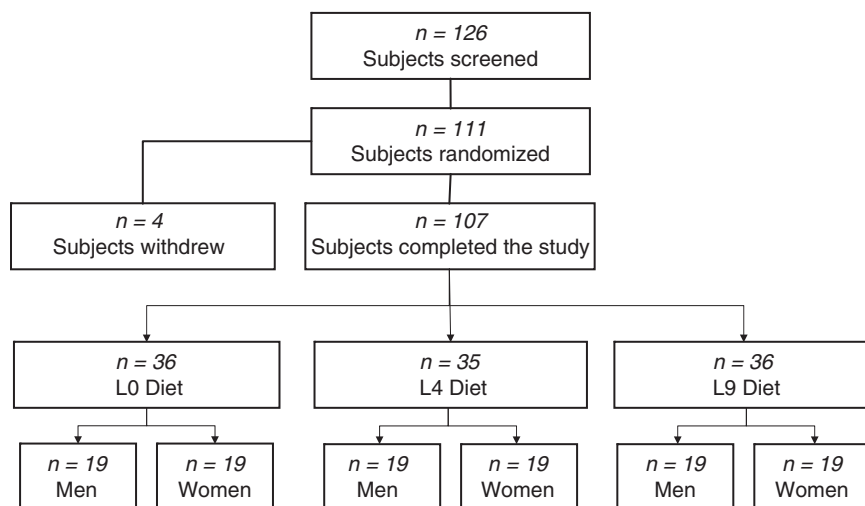 n = 126
Subjects screened
n = 111
Subjects randomized
n = 4
Subjects withdrew
n = 107
Subjects completed the study
n = 36
L0 Diet
n = 35
L4 Diet
n = 36
L9 Diet
n = 19
Men
n = 19
Women
n = 19
Men
n = 19
Women
n = 19
Men
n = 19
Women